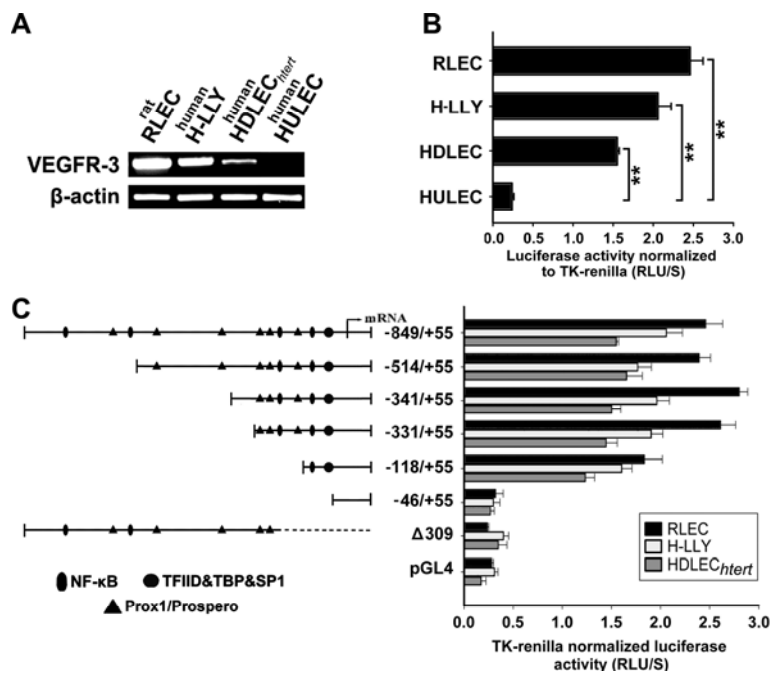 A
rat
RLEC
human
H-LLY
human
HDLEChtert
human
HULEC
VEGFR-3
β-actin
B
RLEC
H-LLY
HDLEC
HULEC
**
**
**
0.0 0.5 1.0 1.5 2.0 2.5 3.0
Luciferase activity normalized
to TK-renilla (RLU/S)
C
mRNA
-849/+55
-514/+55
-341/+55
-331/+55
-118/+55
-46/+55
Δ309
pGL4
NF-κB
TFIID&TBP&SP1
Prox1/Prospero
RLEC
H-LLY
HDLEChtert
0.0 0.5 1.0 1.5 2.0 2.5 3.0
TK-renilla normalized luciferase
activity (RLU/S)